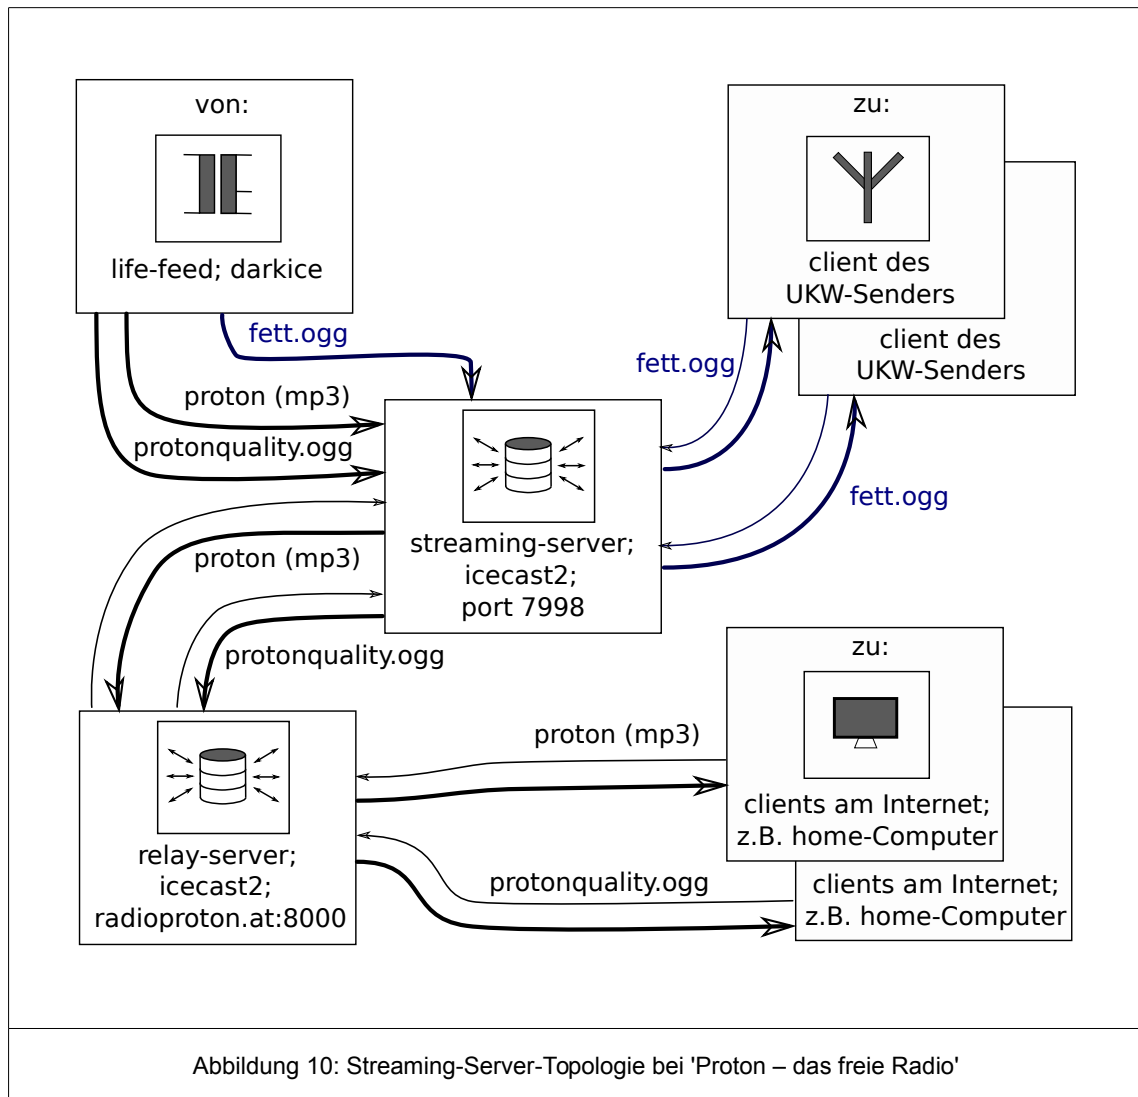 von:
life-feed; darkice
zu:
client des
UKW-Senders
client des
UKW-Senders
fett.ogg
proton (mp3)
protonquality.ogg
fett.ogg
fett.ogg
streaming-server;
icecast2;
port 7998
proton (mp3)
protonquality.ogg
relay-server;
icecast2;
radioproton.at:8000
proton (mp3)
protonquality.ogg
zu:
clients am Internet;
z.B. home-Computer
clients am Internet;
z.B. home-Computer
Abbildung 10: Streaming-Server-Topologie bei 'Proton – das freie Radio'